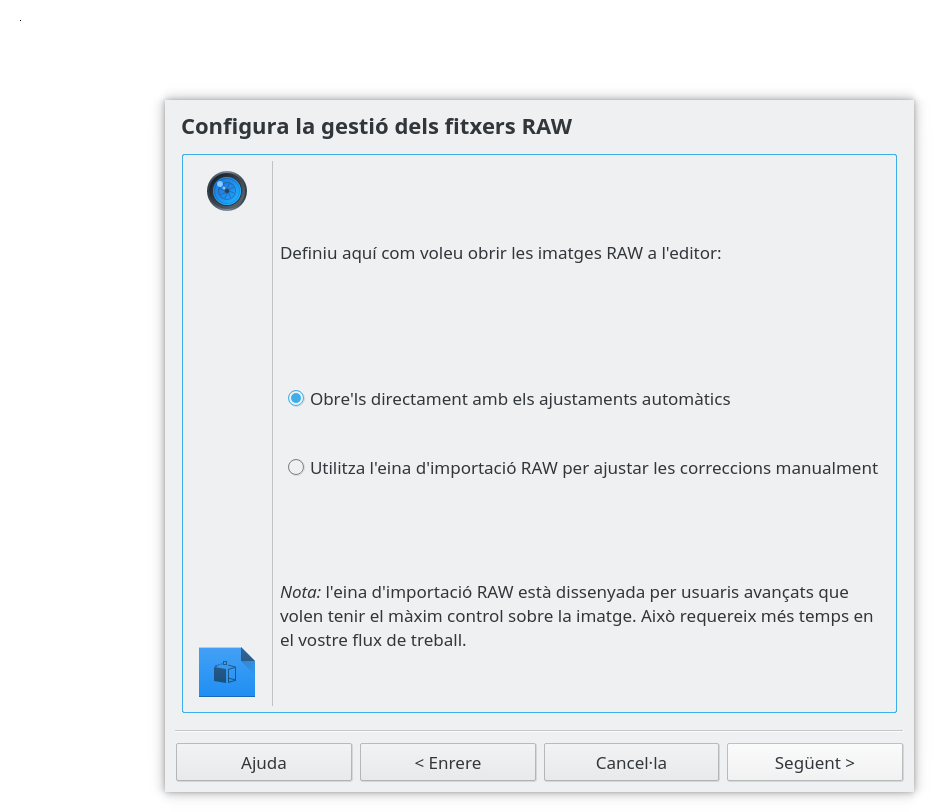 Configura la gestió dels fitxers RAW
Definiu aquí com voleu obrir les imatges RAW a l'editor:
Obre'ls directament amb els ajustaments automàtics
Utilitza l'eina d'importació RAW per ajustar les correccions manualment
Nota: l'eina d'importació RAW està dissenyada per usuaris avançats que
volen tenir el màxim control sobre la imatge. Això requereix més temps en
el vostre flux de treball.
Ajuda
< Enrere
Cancel·la
Següent >